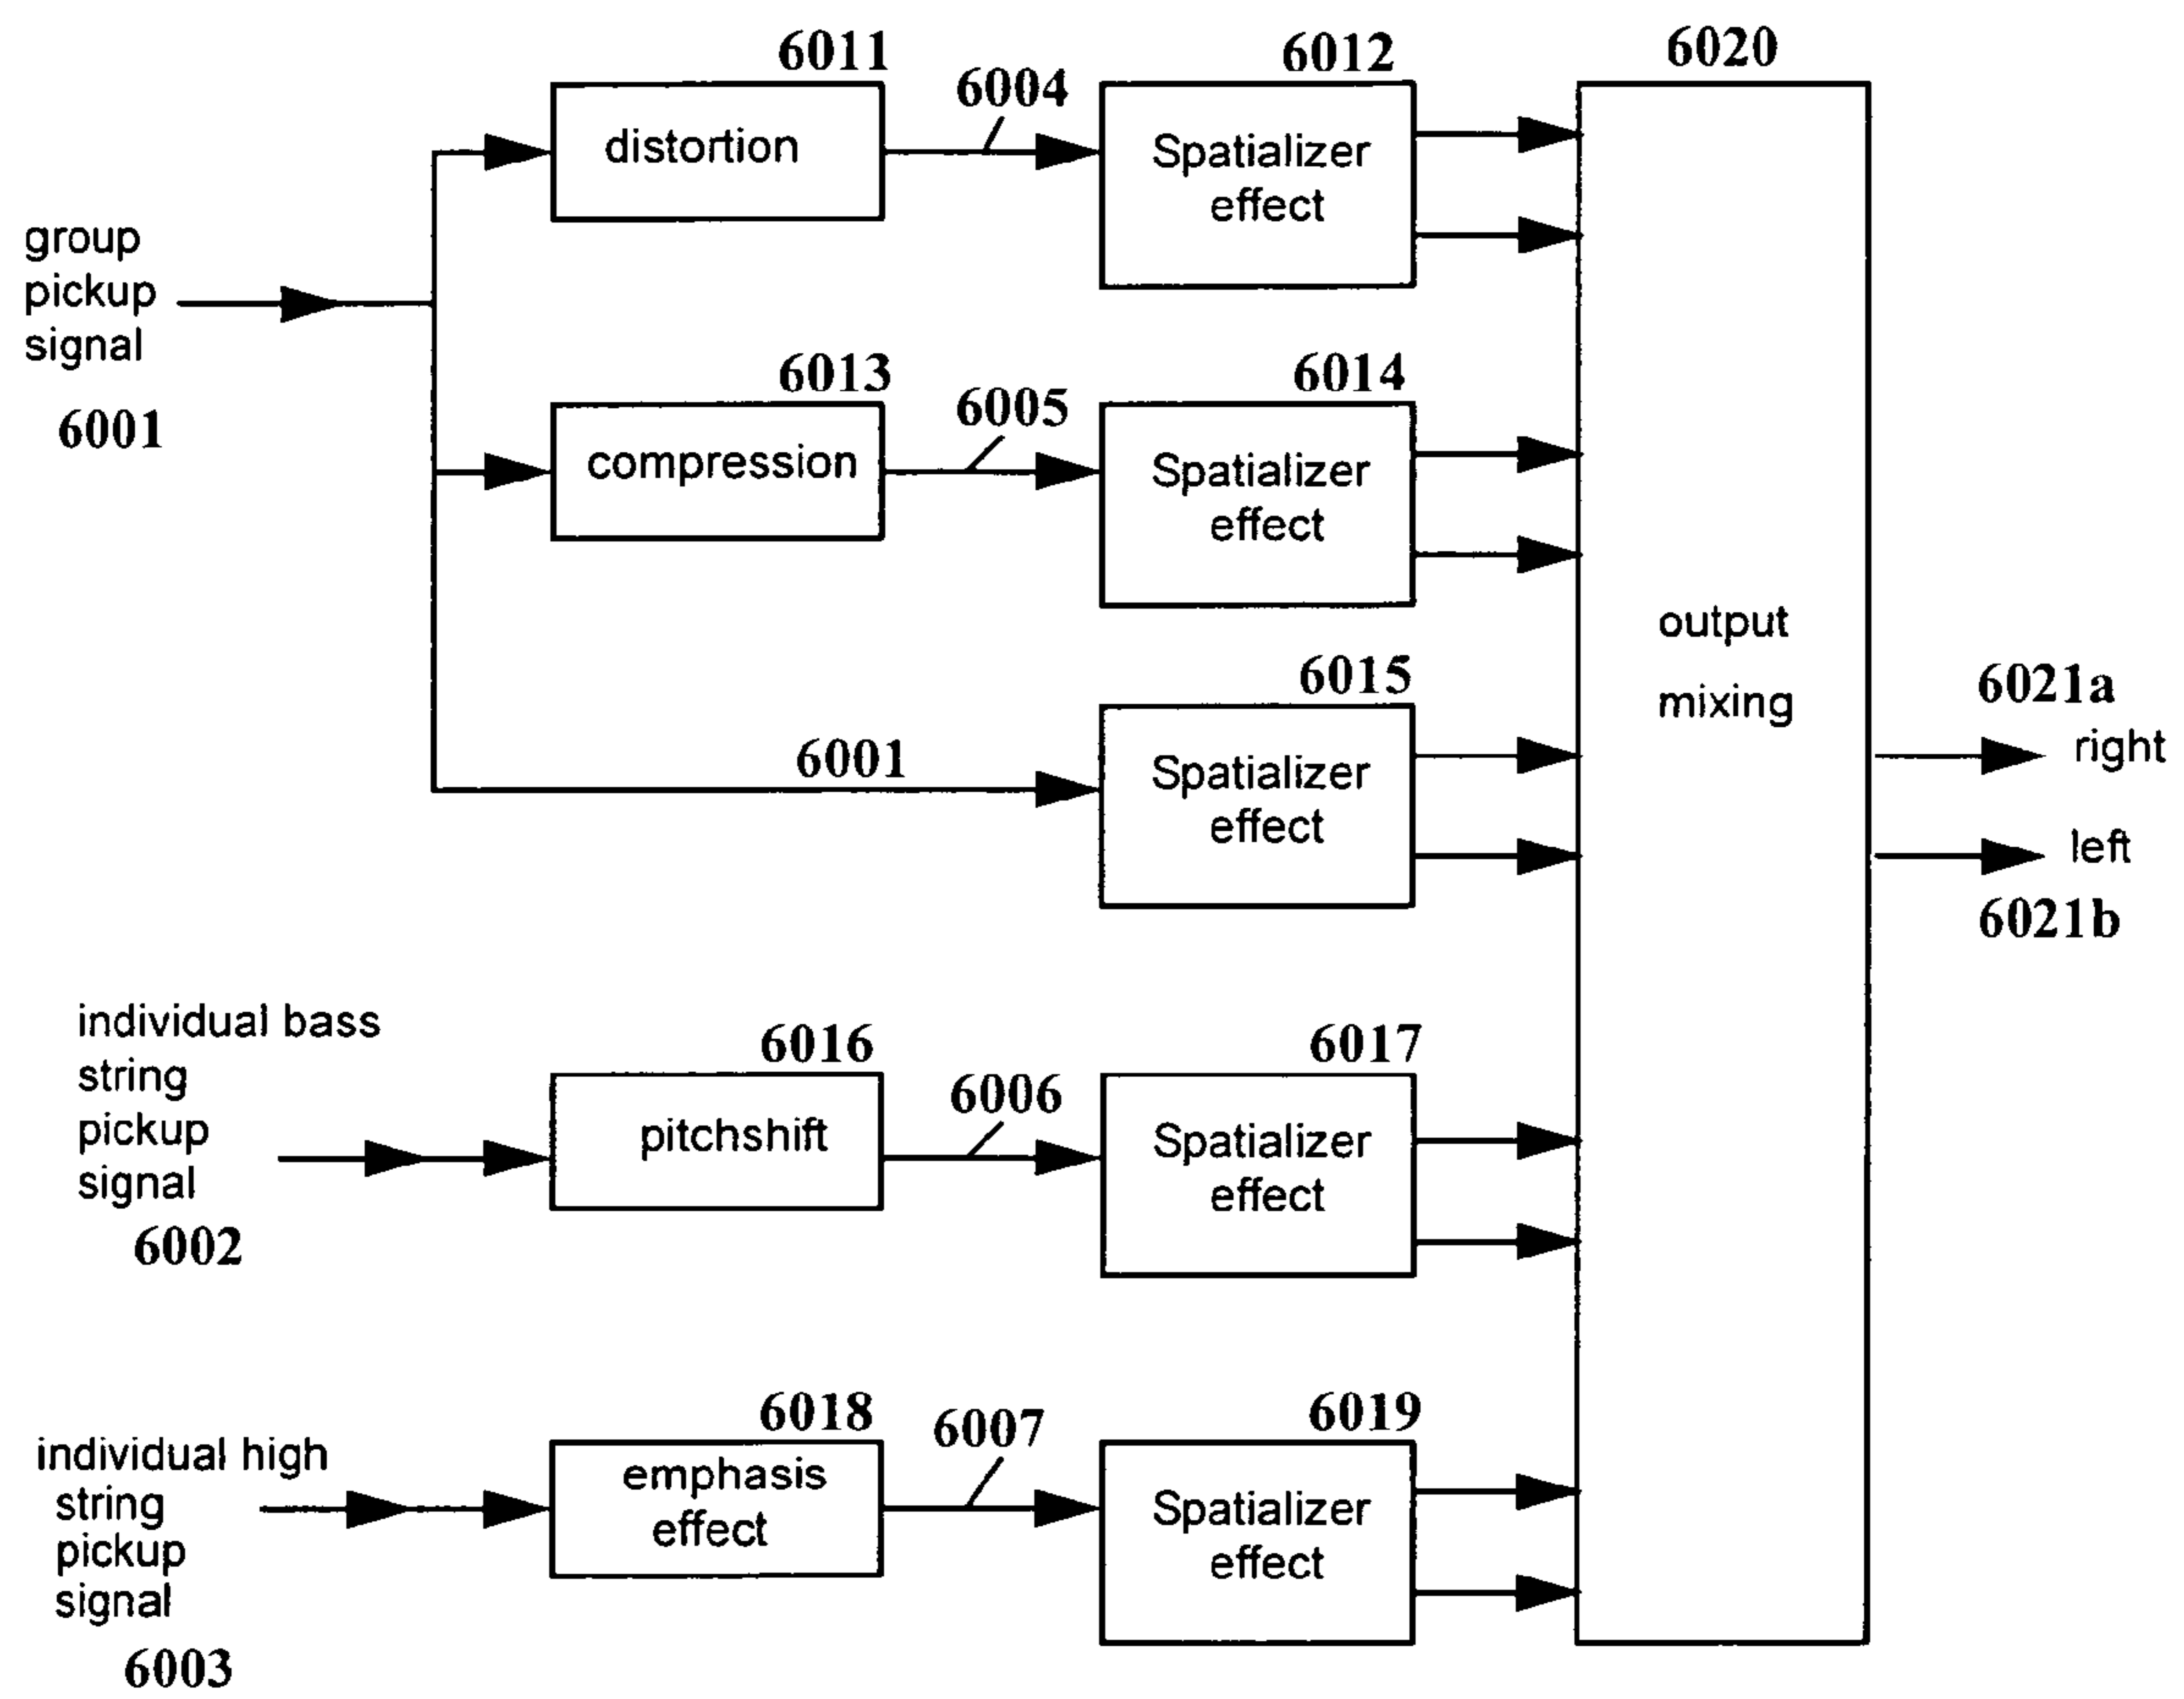 6011
6004
6012
6020
distortion
Spatializer
effect
group
pickup
signal
6001
6013
6005
6014
compression
Spatializer
effect
output
mixing
6015
6001
Spatializer
effect
6021a
right
left
6021b
individual bass
string
pickup
signal
6002
6016
6006
6017
pitchshift
Spatializer
effect
individual high
string
pickup
signal
6003
6018
6007
6019
emphasis
effect
Spatializer
effect